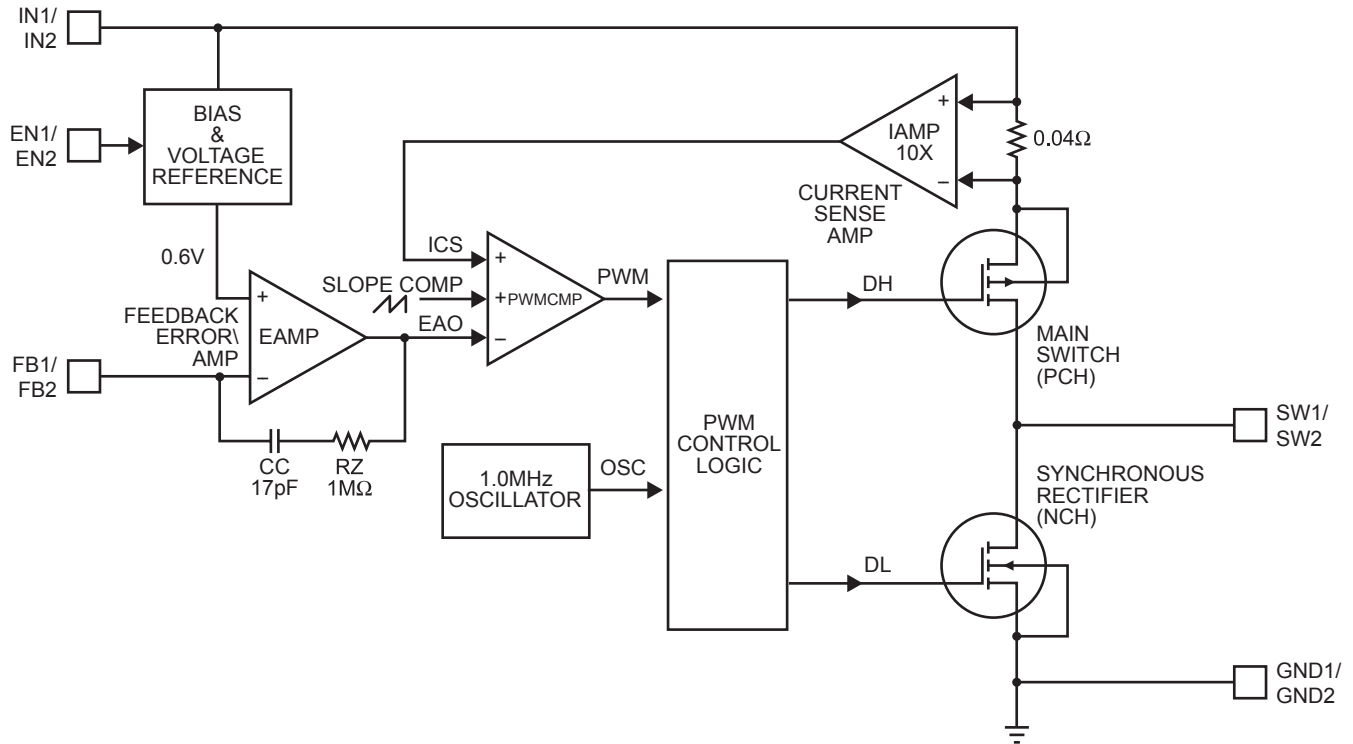 IN1/
IN2
BIAS
&
VOLTAGE
REFERENCE
EN1/
EN2
+
IAMP
10X
–
0.04Ω
CURRENT
SENSE
AMP
0.6V
ICS
SLOPE COMP
EAO
+
+
–
PWMCMP
PWM
FEEDBACK
ERROR\
AMP
+
EAMP
–
FB1/
FB2
CC
17pF
RZ
1MΩ
1.0MHz
OSCILLATOR
OSC
PWM
CONTROL
LOGIC
DH
DL
MAIN
SWITCH
(PCH)
SW1/
SW2
SYNCHRONOUS
RECTIFIER
(NCH)
GND1/
GND2